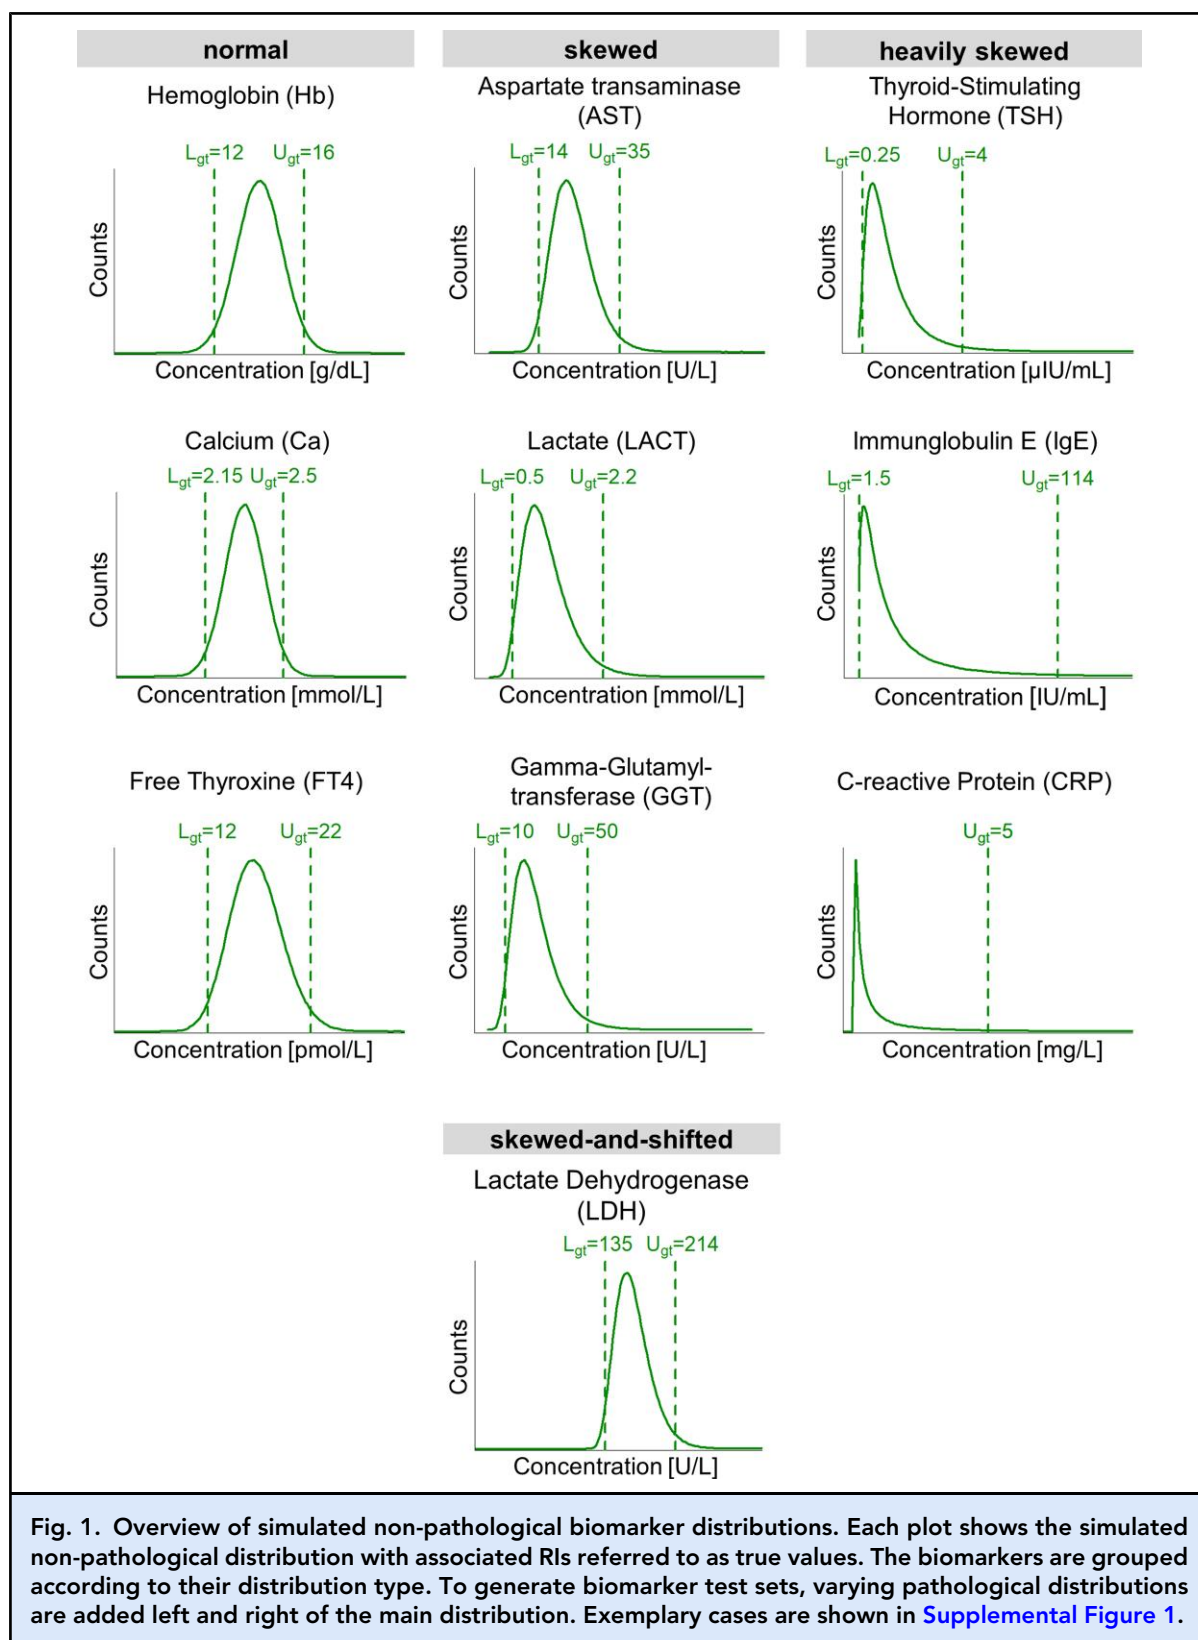 normal
skewed
heavily skewed
Hemoglobin (Hb)
Aspartate transaminase
(AST)
Thyroid-Stimulating
Hormone (TSH)
Lgt=12 Ugt=16
Lgt=14 Ugt=35
Lgt=0.25 Ugt=4
Counts
Counts
Counts
Concentration [g/dL]
Concentration [U/L]
Concentration [µIU/mL]
Calcium (Ca)
Lactate (LACT)
Immunglobulin E (IgE)
Lgt=2.15 Ugt=2.5
Lgt=0.5 Ugt=2.2
Lgt=1.5 Ugt=114
Counts
Counts
Counts
Concentration [mmol/L]
Concentration [mmol/L]
Concentration [IU/mL]
Free Thyroxine (FT4)
Gamma-Glutamyl-
transferase (GGT)
C-reactive Protein (CRP)
Lgt=12 Ugt=22
Lgt=10 Ugt=50
Ugt=5
Counts
Counts
Counts
Concentration [pmol/L]
Concentration [U/L]
Concentration [mg/L]
skewed-and-shifted
Lactate Dehydrogenase
(LDH)
Lgt=135 Ugt=214
Counts
Concentration [U/L]
Fig. 1. Overview of simulated non-pathological biomarker distributions. Each plot shows the simulated
non-pathological distribution with associated RIs referred to as true values. The biomarkers are grouped
according to their distribution type. To generate biomarker test sets, varying pathological distributions
are added left and right of the main distribution. Exemplary cases are shown in Supplemental Figure 1.